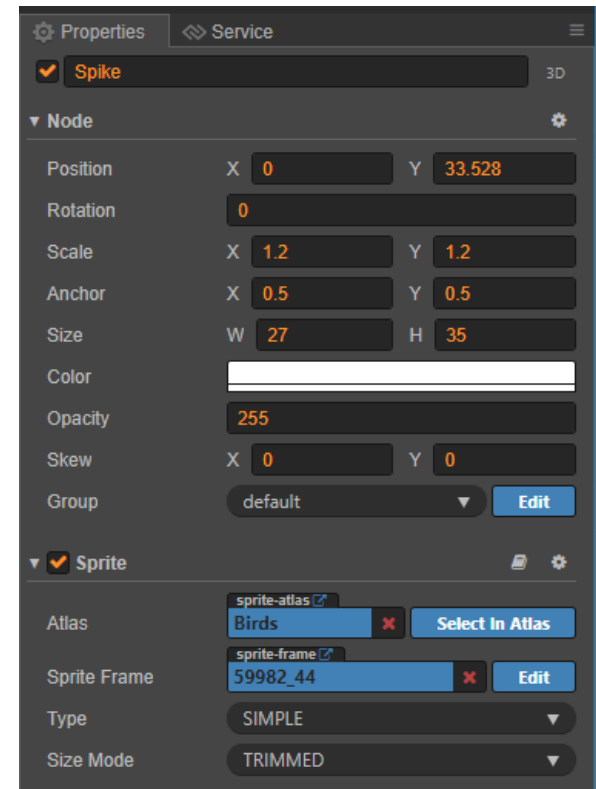 Properties Service
Spike 3D
Node
Position X 0 Y 33.528
Rotation 0
Scale X 1.2 Y 1.2
Anchor X 0.5 Y 0.5
Size W 27 H 35
Color
Opacity 255
Skew X 0 Y 0
Group default Edit
Sprite
sprite-atlas
Atlas Birds Select In Atlas
sprite-frame
Sprite Frame 59982_44 Edit
Type SIMPLE
Size Mode TRIMMED